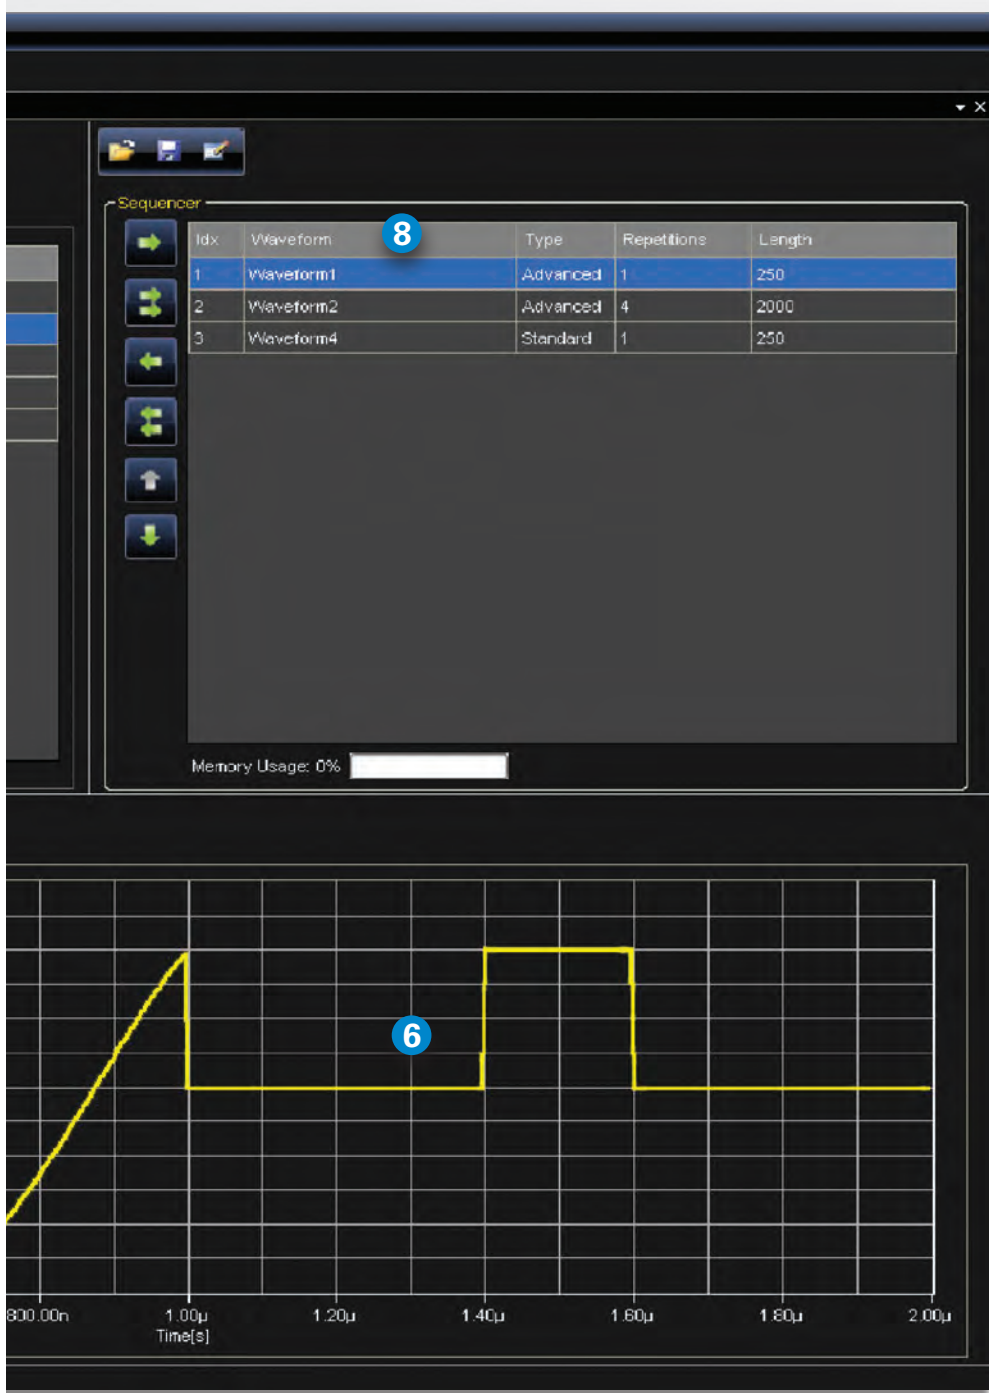 Sequencer
Idx Waveform 8 Type Repetitions Length
1 Waveform1 Advanced 1 250
2 Waveform2 Advanced 4 2000
3 Waveform4 Standard 1 250
Memory Usage: 0%
6
800.00n 1.00µ 1.20µ 1.40µ 1.60µ 1.80µ 2.00µ
Time[s]